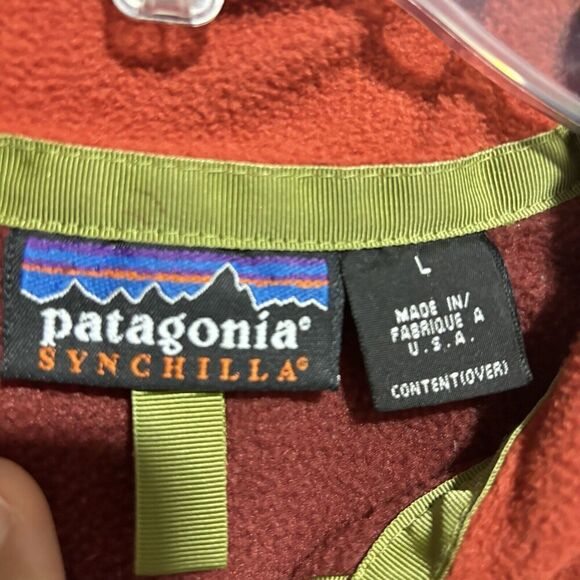 patagonia®
SYNCHILLA®
L
MADE IN/
FABRIQUE A
U.S.A.
CONTENT(OVER)